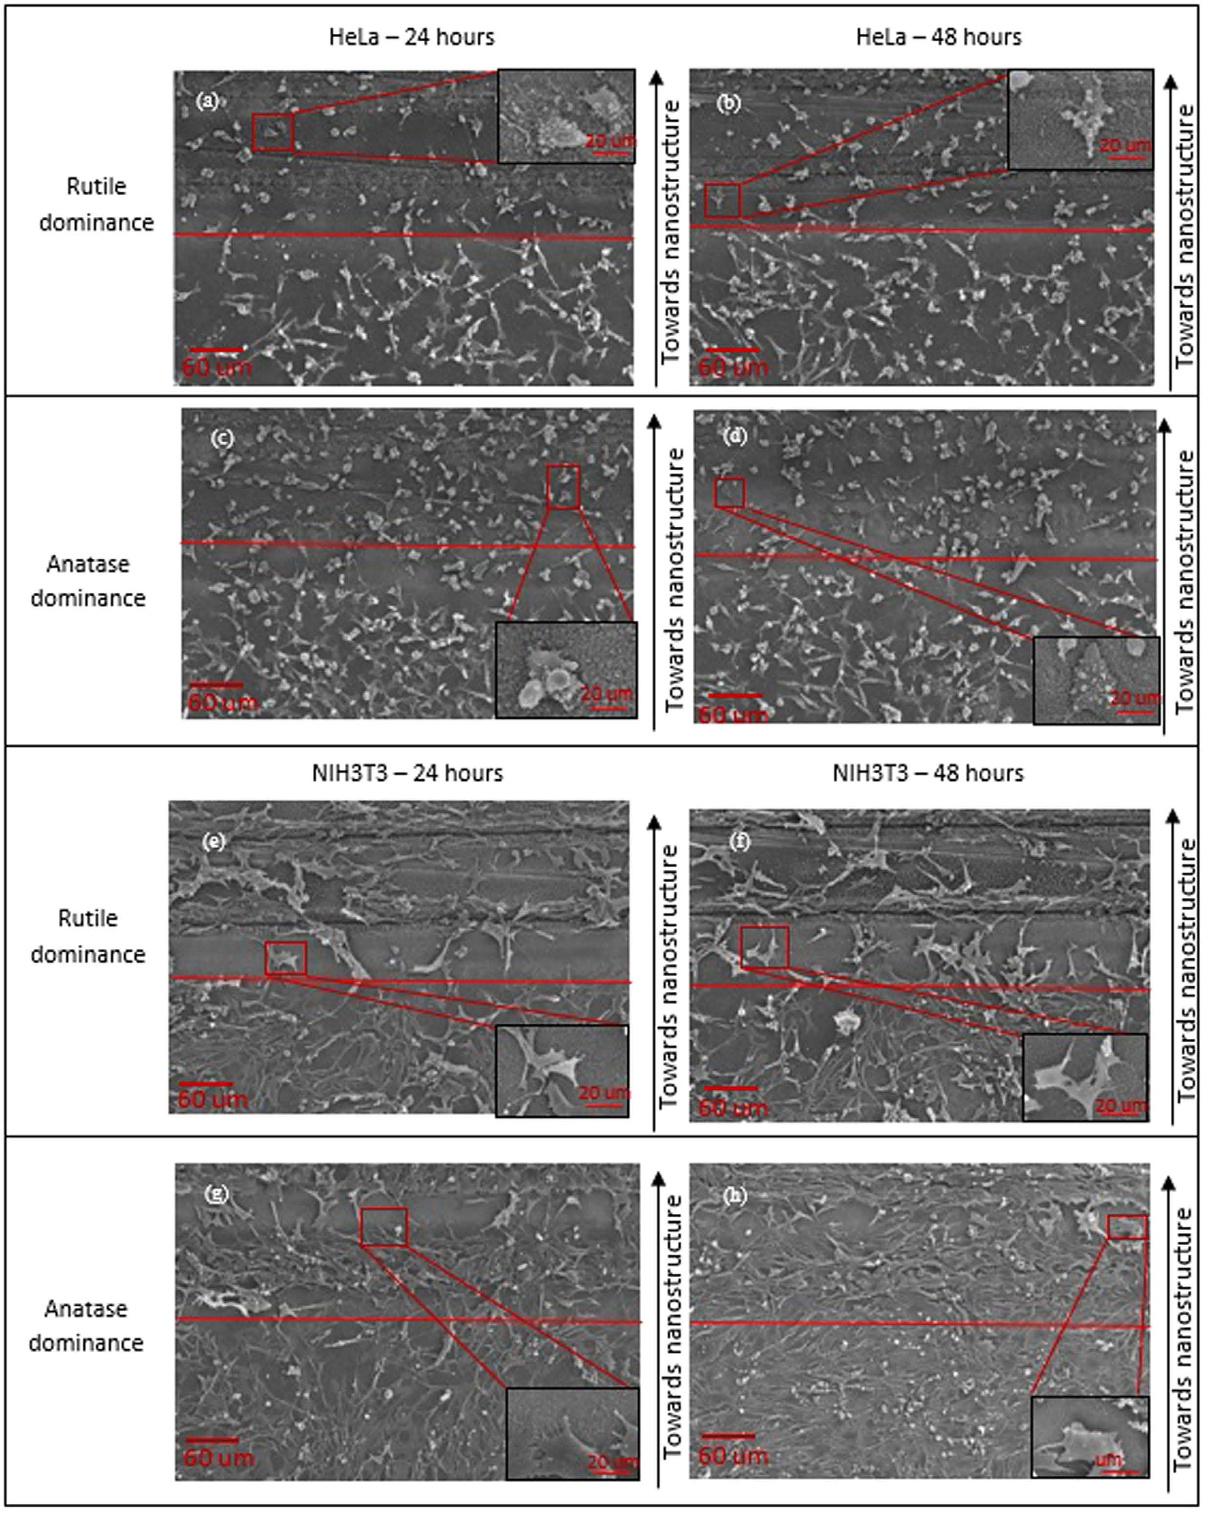 HeLa – 24 hours
HeLa – 48 hours
Rutile
dominance
(a)
20 um
60 um
Towards nanostructure
(b)
20 um
60 um
Towards nanostructure
Anatase
dominance
(c)
20 um
60 um
Towards nanostructure
(d)
20 um
60 um
Towards nanostructure
NIH3T3 – 24 hours
NIH3T3 – 48 hours
Rutile
dominance
(e)
20 um
60 um
Towards nanostructure
(f)
20 um
60 um
Towards nanostructure
Anatase
dominance
(g)
20 um
60 um
Towards nanostructure
(h)
um
60 um
Towards nanostructure